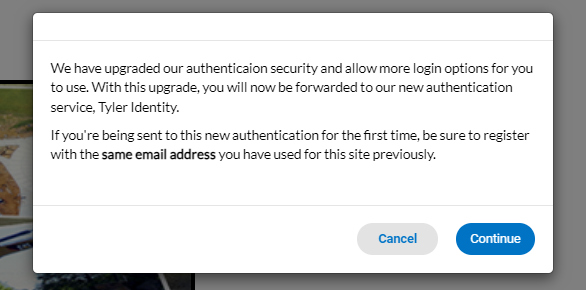 We have upgraded our authenticaion security and allow more login options for you
to use. With this upgrade, you will now be forwarded to our new authentication
service, Tyler Identity.
If you're being sent to this new authentication for the first time, be sure to register
with the same email address you have used for this site previously.
Cancel Continue